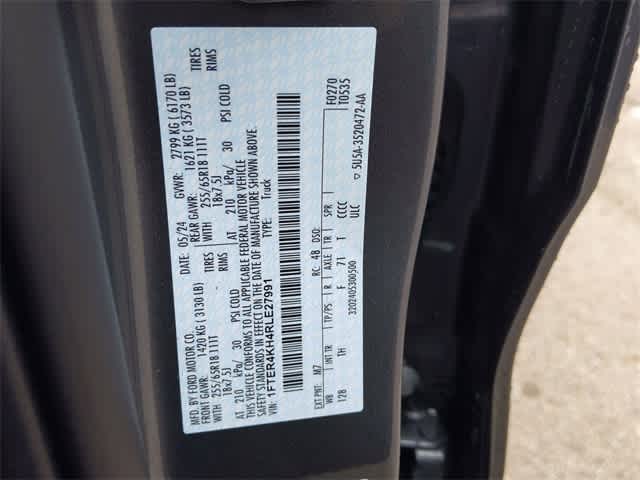 MFD. BY FORD MOTOR CO.
DATE: 05/24 GVWR: 2799 KG ( 6170 LB)
FRONT GAWR: 1420 KG ( 3130 LB) REAR GAWR: 1621 KG ( 3573 LB)
WITH 255/65R18 111T TIRES WITH 255/65R18 111T TIRES
18x7.5J RIMS 18x7.5J RIMS
AT 210 kPa/ 30 PSI COLD AT 210 kPa/ 30 PSI COLD
THIS VEHICLE CONFORMS TO ALL APPLICABLE FEDERAL MOTOR VEHICLE
SAFETY STANDARDS IN EFFECT ON THE DATE OF MANUFACTURE SHOWN ABOVE.
1FTER4KH4RLE27991 TYPE: Truck
F0270
T0535
EXT PNT: M7 RC: 48 DSO:
WB INT TR TP/PS R AXLE TR SPR
128 TH F 71 T CCCC
ULC
3202405300500
5U5A-3520472-AA